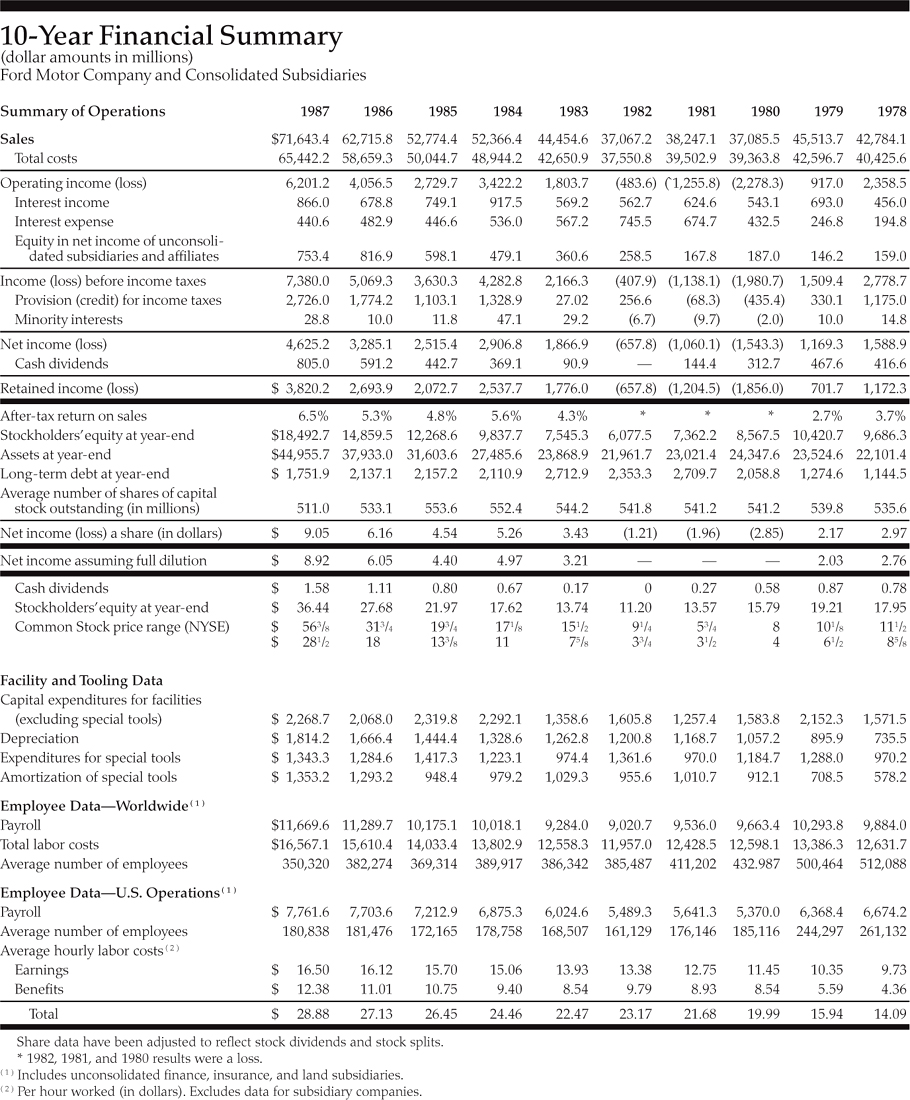 10-Year Financial Summary
(dollar amounts in millions)
Ford Motor Company and Consolidated Subsidiaries
Summary of Operations 1987 1986 1985 1984 1983 1982 1981 1980 1979 1978
Sales $71,643.4 62,715.8 52,774.4 52,366.4 44,454.6 37,067.2 38,247.1 37,085.5 45,513.7 42,784.1
Total costs 65,442.2 58,659.3 50,044.7 48,944.2 42,650.9 37,550.8 39,502.9 39,363.8 42,596.7 40,425.6
Operating income (loss) 6,201.2 4,056.5 2,729.7 3,422.2 1,803.7 (483.6) (`1,255.8) (2,278.3) 917.0 2,358.5
Interest income 866.0 678.8 749.1 917.5 569.2 562.7 624.6 543.1 693.0 456.0
Interest expense 440.6 482.9 446.6 536.0 567.2 745.5 674.7 432.5 246.8 194.8
Equity in net income of unconsoli-
dated subsidiaries and affiliates 753.4 816.9 598.1 479.1 360.6 258.5 167.8 187.0 146.2 159.0
Income (loss) before income taxes 7,380.0 5,069.3 3,630.3 4,282.8 2,166.3 (407.9) (1,138.1) (1,980.7) 1,509.4 2,778.7
Provision (credit) for income taxes 2,726.0 1,774.2 1,103.1 1,328.9 27.02 256.6 (68.3) (435.4) 330.1 1,175.0
Minority interests 28.8 10.0 11.8 47.1 29.2 (6.7) (9.7) (2.0) 10.0 14.8
Net income (loss) 4,625.2 3,285.1 2,515.4 2,906.8 1,866.9 (657.8) (1,060.1) (1,543.3) 1,169.3 1,588.9
Cash dividends 805.0 591.2 442.7 369.1 90.9 — 144.4 312.7 467.6 416.6
Retained income (loss) $ 3,820.2 2,693.9 2,072.7 2,537.7 1,776.0 (657.8) (1,204.5) (1,856.0) 701.7 1,172.3
After-tax return on sales 6.5% 5.3% 4.8% 5.6% 4.3% * * * 2.7% 3.7%
Stockholders' equity at year-end $18,492.7 14,859.5 12,268.6 9,837.7 7,545.3 6,077.5 7,362.2 8,567.5 10,420.7 9,686.3
Assets at year-end $44,955.7 37,933.0 31,603.6 27,485.6 23,868.9 21,961.7 23,021.4 24,347.6 23,524.6 22,101.4
Long-term debt at year-end $ 1,751.9 2,137.1 2,157.2 2,110.9 2,712.9 2,353.3 2,709.7 2,058.8 1,274.6 1,144.5
Average number of shares of capital
stock outstanding (in millions) 511.0 533.1 553.6 552.4 544.2 541.8 541.2 541.2 539.8 535.6
Net income (loss) a share (in dollars) $ 9.05 6.16 4.54 5.26 3.43 (1.21) (1.96) (2.85) 2.17 2.97
Net income assuming full dilution $ 8.92 6.05 4.40 4.97 3.21 — — — 2.03 2.76
Cash dividends $ 1.58 1.11 0.80 0.67 0.17 0 0.27 0.58 0.87 0.78
Stockholders' equity at year-end $ 36.44 27.68 21.97 17.62 13.74 11.20 13.57 15.79 19.21 17.95
Common Stock price range (NYSE) $ 56 3/8 31 3/4 19 3/4 17 1/8 15 1/2 9 1/4 5 3/4 8 10 1/8 11 1/2
$ 28 1/2 18 13 3/8 11 7 5/8 3 3/4 3 1/2 4 6 1/2 8 5/8
Facility and Tooling Data
Capital expenditures for facilities
(excluding special tools) $ 2,268.7 2,068.0 2,319.8 2,292.1 1,358.6 1,605.8 1,257.4 1,583.8 2,152.3 1,571.5
Depreciation $ 1,814.2 1,666.4 1,444.4 1,328.6 1,262.8 1,200.8 1,168.7 1,057.2 895.9 735.5
Expenditures for special tools $ 1,343.3 1,284.6 1,417.3 1,223.1 974.4 1,361.6 970.0 1,184.7 1,288.0 970.2
Amortization of special tools $ 1,353.2 1,293.2 948.4 979.2 1,029.3 955.6 1,010.7 912.1 708.5 578.2
Employee Data—Worldwide(1)
Payroll $11,669.6 11,289.7 10,175.1 10,018.1 9,284.0 9,020.7 9,536.0 9,663.4 10,293.8 9,884.0
Total labor costs $16,567.1 15,610.4 14,033.4 13,802.9 12,558.3 11,957.0 12,428.5 12,598.1 13,386.3 12,631.7
Average number of employees 350,320 382,274 369,314 389,917 386,342 385,487 411,202 432.987 500,464 512,088
Employee Data—U.S. Operations(1)
Payroll $ 7,761.6 7,703.6 7,212.9 6,875.3 6,024.6 5,489.3 5,641.3 5,370.0 6,368.4 6,674.2
Average number of employees 180,838 181,476 172,165 178,758 168,507 161,129 176,146 185,116 244,297 261,132
Average hourly labor costs(2)
Earnings $ 16.50 16.12 15.70 15.06 13.93 13.38 12.75 11.45 10.35 9.73
Benefits $ 12.38 11.01 10.75 9.40 8.54 9.79 8.93 8.54 5.59 4.36
Total $ 28.88 27.13 26.45 24.46 22.47 23.17 21.68 19.99 15.94 14.09
Share data have been adjusted to reflect stock dividends and stock splits.
* 1982, 1981, and 1980 results were a loss.
(1) Includes unconsolidated finance, insurance, and land subsidiaries.
(2) Per hour worked (in dollars). Excludes data for subsidiary companies.